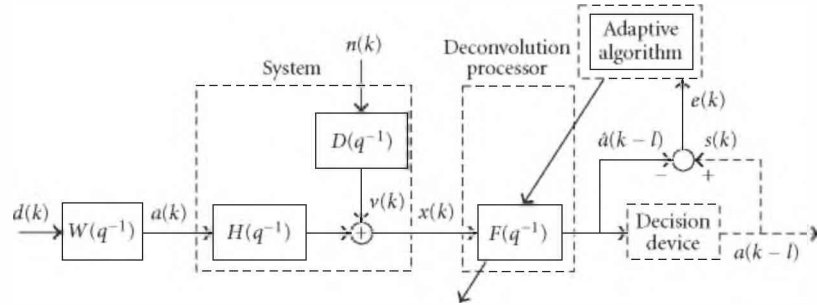 n(k)
System
Deconvolution
processor
Adaptive
algorithm
e(k)
D(q⁻¹)
â(k − l)
s(k)
−
+
d(k)
W(q⁻¹)
a(k)
H(q⁻¹)
v(k)
+
x(k)
F(q⁻¹)
Decision
device
a(k − l)